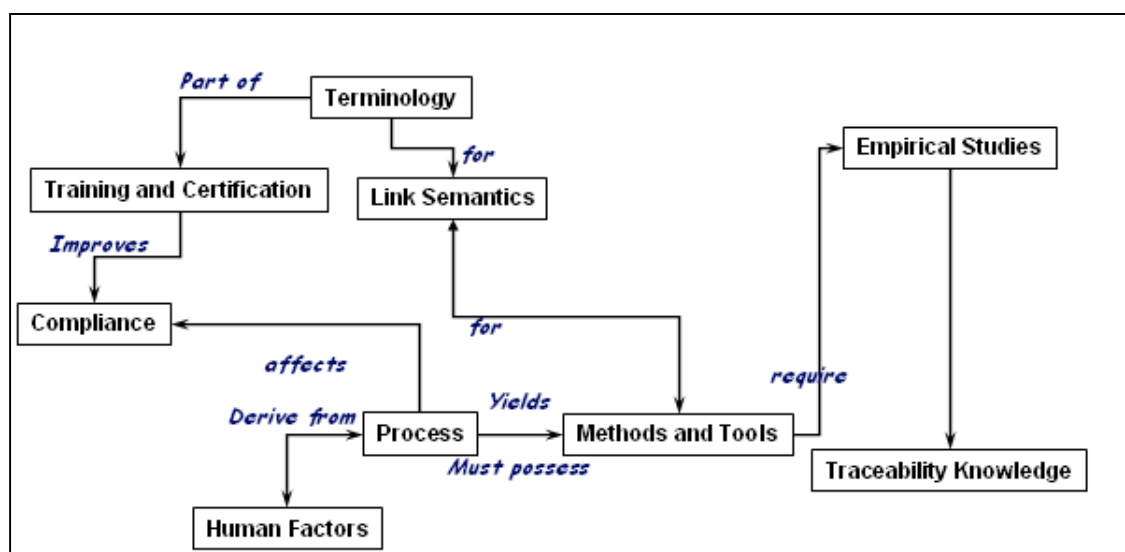 Part of
Terminology
for
Empirical Studies
Training and Certification
Link Semantics
Improves
Compliance
for
affects
require
Derive from
Yields
Process
Methods and Tools
Must possess
Traceability Knowledge
Human Factors